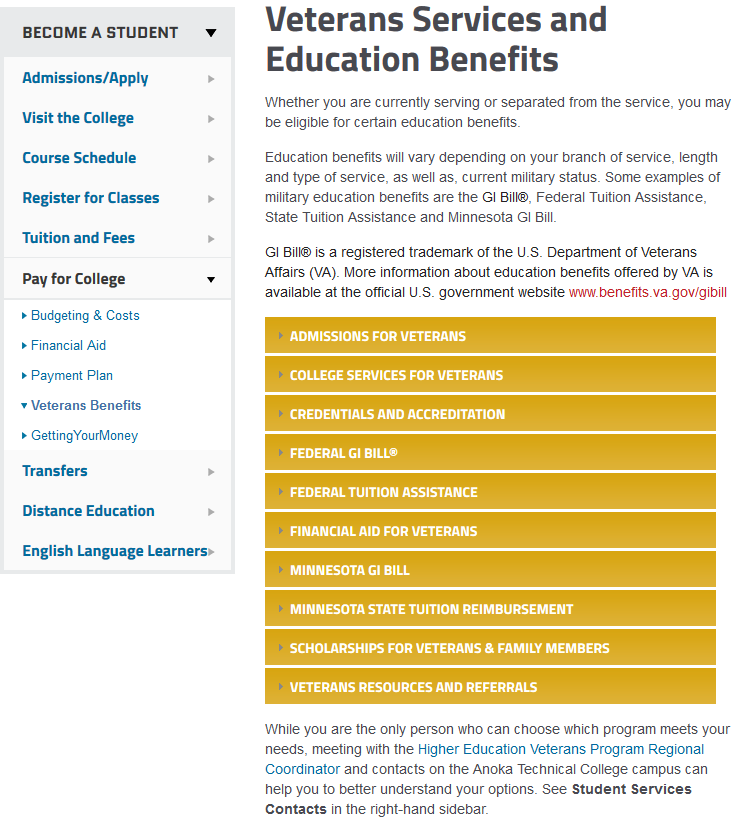 BECOME A STUDENT
Admissions/Apply
Visit the College
Course Schedule
Register for Classes
Tuition and Fees
Pay for College
Budgeting & Costs
Financial Aid
Payment Plan
Veterans Benefits
GettingYourMoney
Transfers
Distance Education
English Language Learners
Veterans Services and
Education Benefits
Whether you are currently serving or separated from the service, you may
be eligible for certain education benefits.
Education benefits will vary depending on your branch of service, length
and type of service, as well as, current military status. Some examples of
military education benefits are the GI Bill®, Federal Tuition Assistance,
State Tuition Assistance and Minnesota GI Bill.
GI Bill® is a registered trademark of the U.S. Department of Veterans
Affairs (VA). More information about education benefits offered by VA is
available at the official U.S. government website www.benefits.va.gov/gibill
ADMISSIONS FOR VETERANS
COLLEGE SERVICES FOR VETERANS
CREDENTIALS AND ACCREDITATION
FEDERAL GI BILL®
FEDERAL TUITION ASSISTANCE
FINANCIAL AID FOR VETERANS
MINNESOTA GI BILL
MINNESOTA STATE TUITION REIMBURSEMENT
SCHOLARSHIPS FOR VETERANS & FAMILY MEMBERS
VETERANS RESOURCES AND REFERRALS
While you are the only person who can choose which program meets your
needs, meeting with the Higher Education Veterans Program Regional
Coordinator and contacts on the Anoka Technical College campus can
help you to better understand your options. See Student Services
Contacts in the right-hand sidebar.